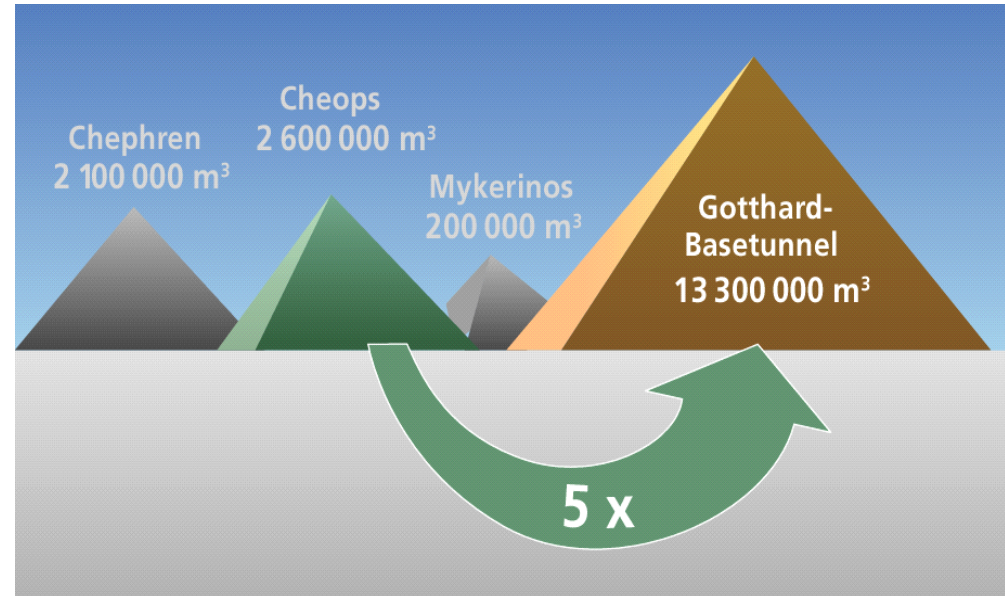 Chephren
2 100 000 m³
Cheops
2 600 000 m³
Mykerinos
200 000 m³
Gotthard-
Basetunnel
13 300 000 m³
5 x